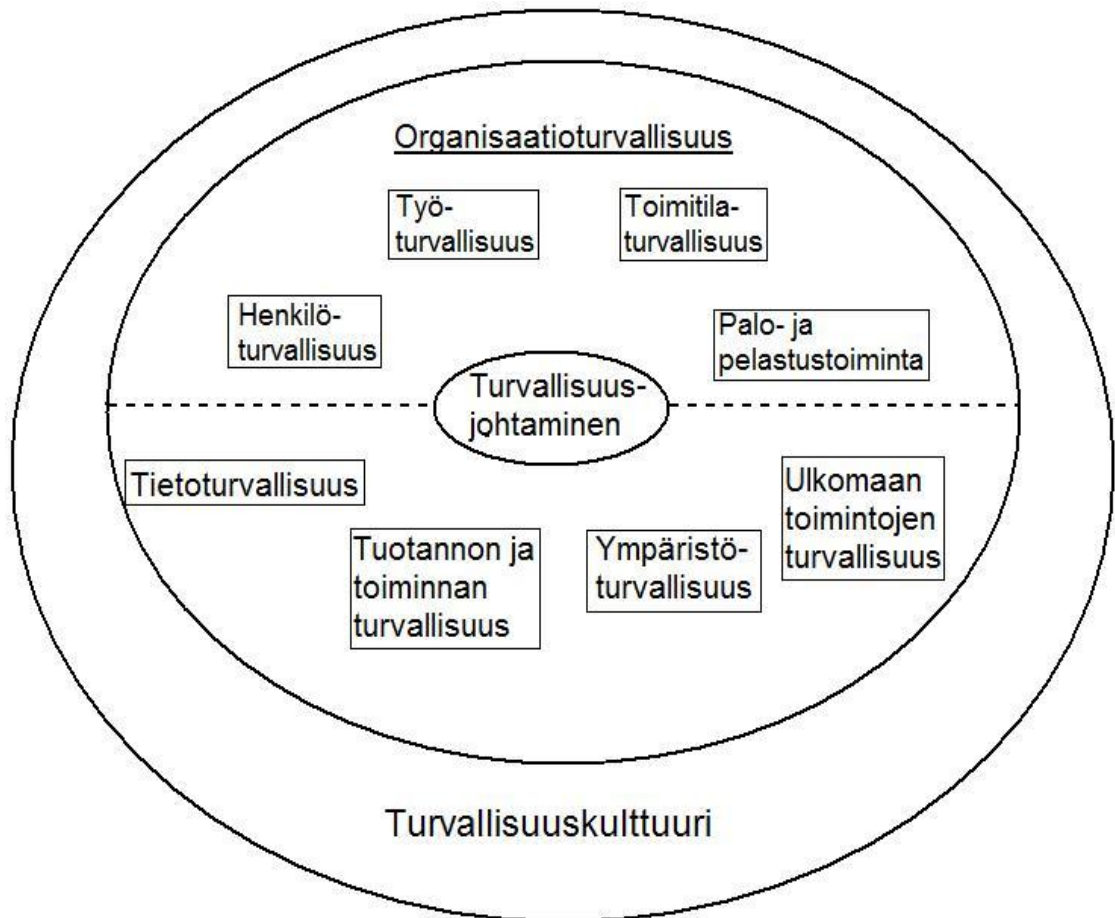 Organisaatioturvallisuus
Työ-
turvallisuus
Toimitila-
turvallisuus
Henkilö-
turvallisuus
Palo- ja
pelastustoiminta
Turvallisuus-
johtaminen
Tietoturvallisuus
Ulkomaan
toimintojen
turvallisuus
Tuotannon ja
toiminnan
turvallisuus
Ympäristö-
turvallisuus
Turvallisuuskulttuuri